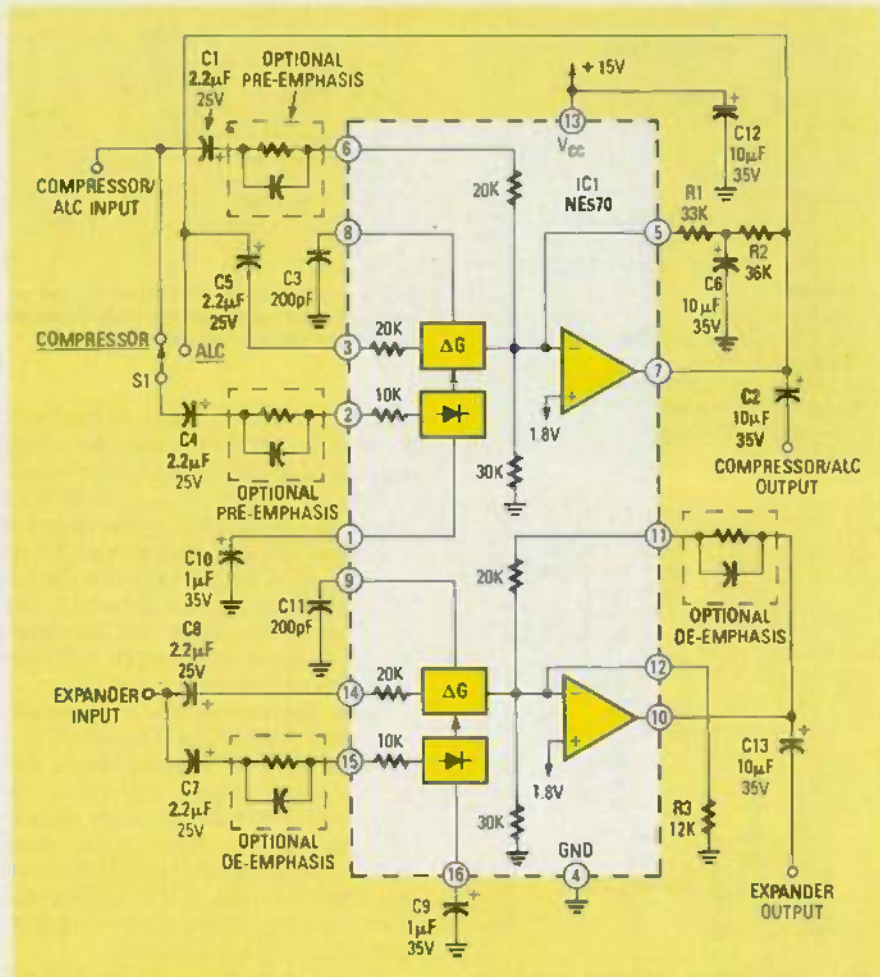 C1
2.2µF
25V
OPTIONAL
PRE-EMPHASIS
+ 15V
13
VCC
C12
10µF
35V
COMPRESSOR/
ALC INPUT
6
20K
IC1
NE570
8
C5
2.2µF
25V
C3
200pF
5
R1
33K
R2
36K
C6
10µF
35V
COMPRESSOR
ALC
S1
3
20K
ΔG
2
10K
1.8V
7
C2
10µF
35V
COMPRESSOR/ALC
OUTPUT
C4
2.2µF
25V
OPTIONAL
PRE-EMPHASIS
30K
1
C10
1µF
35V
9
C11
200pF
20K
11
OPTIONAL
DE-EMPHASIS
C8
2.2µF
25V
EXPANDER
INPUT
14
20K
ΔG
12
10
15
10K
1.8V
C13
10µF
35V
C7
2.2µF
25V
OPTIONAL
DE-EMPHASIS
30K
R3
12K
GND
16
4
C9
1µF
35V
EXPANDER
OUTPUT